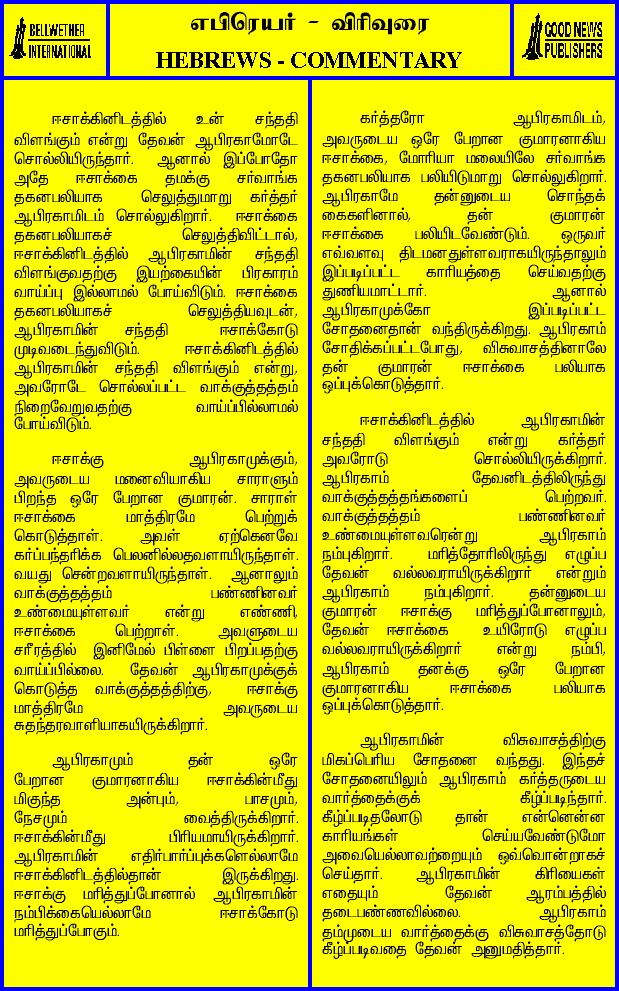 BELLWETHER
INTERNATIONAL
எபிரெயர் - விரிவுரை
HEBREWS - COMMENTARY
GOOD NEWS
PUBLISHERS
ஈசாக்கினிடத்தில் உன் சந்ததி
விளங்கும் என்று தேவன் ஆபிரகாமோடே
சொல்லியிருந்தார். ஆனால் இப்போதோ
அதே ஈசாக்கை தமக்கு சர்வாங்க
தகனபலியாக செலுத்துமாறு கர்த்தர்
ஆபிரகாமிடம் சொல்லுகிறார். ஈசாக்கை
தகனபலியாகச் செலுத்திவிட்டால்,
ஈசாக்கினிடத்தில் ஆபிரகாமின் சந்ததி
விளங்குவதற்கு இயற்கையின் பிரகாரம்
வாய்ப்பு இல்லாமல் போய்விடும். ஈசாக்கை
தகனபலியாகச் செலுத்தியவுடன்,
ஆபிரகாமின் சந்ததி ஈசாக்கோடு
முடிவடைந்துவிடும். ஈசாக்கினிடத்தில்
ஆபிரகாமின் சந்ததி விளங்கும் என்று,
அவரோடே சொல்லப்பட்ட வாக்குத்தத்தம்
நிறைவேறுவதற்கு வாய்ப்பில்லாமல்
போய்விடும்.
ஈசாக்கு ஆபிரகாமுக்கும்,
அவருடைய மனைவியாகிய சாராளும்
பிறந்த ஒரே பேறான குமாரன். சாராள்
ஈசாக்கை மாத்திரமே பெற்றுக்
கொடுத்தாள். அவள் ஏற்கெனவே
கர்ப்பந்தரிக்க பெலனில்லதவளாயிருந்தாள்.
வயது சென்றவளாயிருந்தாள். ஆனாலும்
வாக்குத்தத்தம் பண்ணினவர்
உண்மையுள்ளவர் என்று எண்ணி,
ஈசாக்கை பெற்றாள். அவளுடைய
சரீரத்தில் இனிமேல் பிள்ளை பிறப்பதற்கு
வாய்ப்பில்லை. தேவன் ஆபிரகாமுக்குக்
கொடுத்த வாக்குத்தத்திற்கு, ஈசாக்கு
மாத்திரமே அவருடைய
சுதந்தரவாளியாகயிருக்கிறார்.
ஆபிரகாமும் தன் ஒரே
பேறான குமாரனாகிய ஈசாக்கின்மீது
மிகுந்த அன்பும், பாசமும்,
நேசமும் வைத்திருக்கிறார்.
ஈசாக்கின்மீது பிரியமாயிருக்கிறார்.
ஆபிரகாமின் எதிர்பார்ப்புக்களெல்லாமே
ஈசாக்கினிடத்தில்தான் இருக்கிறது.
ஈசாக்கு மரித்துப்போனால் ஆபிரகாமின்
நம்பிக்கையெல்லாமே ஈசாக்கோடு
மரித்துப்போகும்.
கர்த்தரோ ஆபிரகாமிடம்,
அவருடைய ஒரே பேறான குமாரனாகிய
ஈசாக்கை, மோரியா மலையிலே சர்வாங்க
தகனபலியாக பலியிடுமாறு சொல்லுகிறார்.
ஆபிரகாமே தன்னுடைய சொந்தக்
கைகளினால், தன் குமாரன்
ஈசாக்கை பலியிடவேண்டும். ஒருவர்
எவ்வளவு திடமனதுள்ளவராகயிருந்தாலும்
இப்படிப்பட்ட காரியத்தை செய்வதற்கு
துணியமாட்டார். ஆனால்
ஆபிரகாமுக்கோ இப்படிப்பட்ட
சோதனைதான் வந்திருக்கிறது. ஆபிரகாம்
சோதிக்கப்பட்டபோது, விசுவாசத்தினாலே
தன் குமாரன் ஈசாக்கை பலியாக
ஒப்புக்கொடுத்தார்.
ஈசாக்கினிடத்தில் ஆபிரகாமின்
சந்ததி விளங்கும் என்று கர்த்தர்
அவரோடு சொல்லியிருக்கிறார்.
ஆபிரகாம் தேவனிடத்திலிருந்து
வாக்குத்தத்தங்களைப் பெற்றவர்.
வாக்குத்தத்தம் பண்ணினவர்
உண்மையுள்ளவரென்று ஆபிரகாம்
நம்புகிறார். மரித்தோரிலிருந்து எழுப்ப
தேவன் வல்லவராயிருக்கிறார் என்றும்
ஆபிரகாம் நம்புகிறார். தன்னுடைய
குமாரன் ஈசாக்கு மரித்துப்போனாலும்,
தேவன் ஈசாக்கை உயிரோடு எழுப்ப
வல்லவராயிருக்கிறார் என்று நம்பி,
ஆபிரகாம் தனக்கு ஒரே பேறான
குமாரனாகிய ஈசாக்கை பலியாக
ஒப்புக்கொடுத்தார்.
ஆபிரகாமின் விசுவாசத்திற்கு
மிகப்பெரிய சோதனை வந்தது. இந்தச்
சோதனையிலும் ஆபிரகாம் கர்த்தருடைய
வார்த்தைக்குக் கீழ்ப்படிந்தார்.
கீழ்ப்படிதலோடு தான் என்னென்ன
காரியங்கள் செய்யவேண்டுமோ
அவையெல்லாவற்றையும் ஒவ்வொன்றாகச்
செய்தார். ஆபிரகாமின் கிரியைகள்
எதையும் தேவன் ஆரம்பத்தில்
தடைபண்ணவில்லை. ஆபிரகாம்
தம்முடைய வார்த்தைக்கு விசுவாசத்தோடு
கீழ்ப்படிவதை தேவன் அனுமதித்தார்.